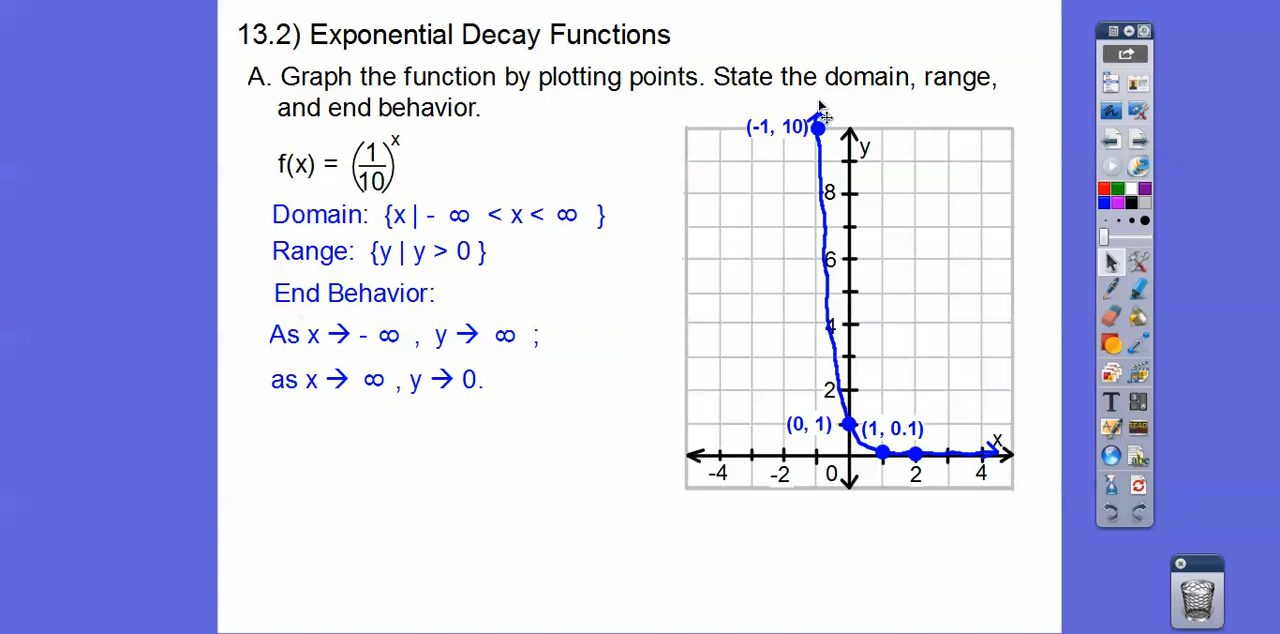 13.2) Exponential Decay Functions
A. Graph the function by plotting points. State the domain, range,
and end behavior.
f(x) = (1/10)^x
Domain: {x | - ∞ < x < ∞ }
Range: {y | y > 0 }
End Behavior:
As x → - ∞ , y → ∞ ;
as x → ∞ , y → 0.
(-1, 10)
y
8
6
4
2
(0, 1)
(1, 0.1)
x
-4 -2 0 2 4
T